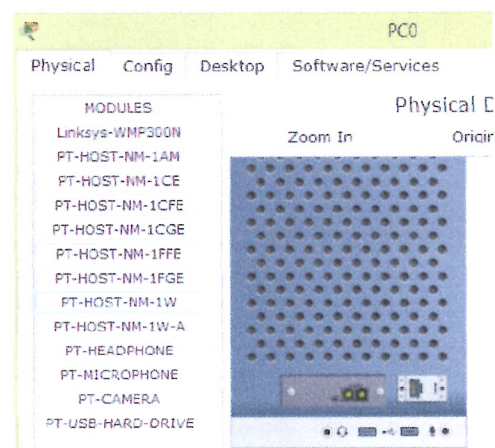 PC0
Physical Config Desktop Software/Services
MODULES
Linksys-WMP300N
PT-HOST-NM-1AM
PT-HOST-NM-1CE
PT-HOST-NM-1CFE
PT-HOST-NM-1CGE
PT-HOST-NM-1FFE
PT-HOST-NM-1FGE
PT-HOST-NM-1W
PT-HOST-NM-1W-A
PT-HEADPHONE
PT-MICROPHONE
PT-CAMERA
PT-USB-HARD-DRIVE
Physical D
Zoom In Origin